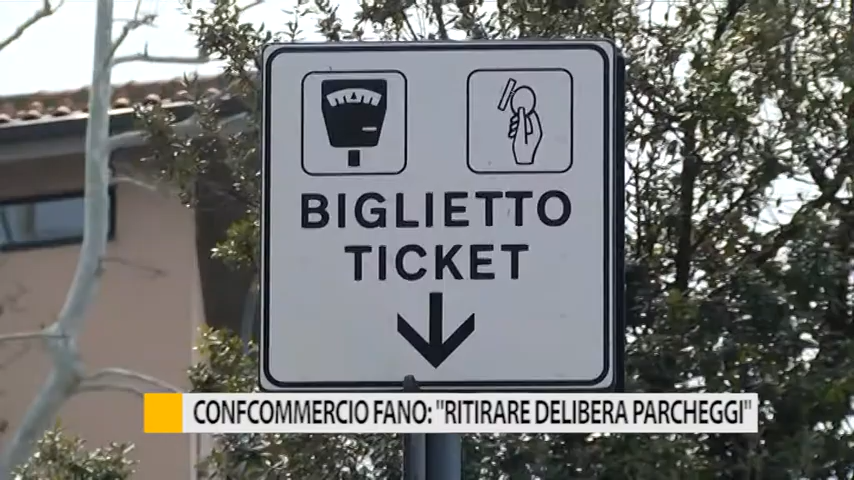 BIGLIETTO
TICKET
CONFCOMMERCIO FANO: "RITIRARE DELIBERA PARCHEGGI"